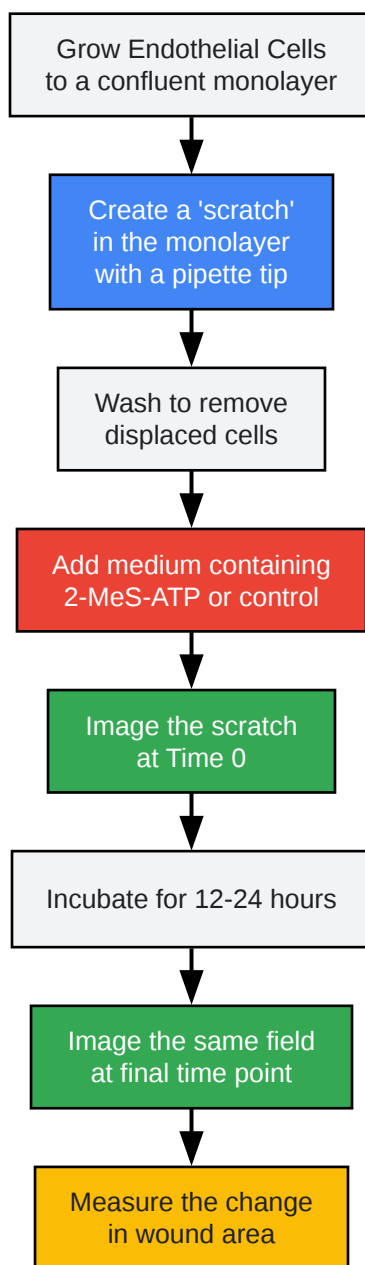 Grow Endothelial Cells
to a confluent monolayer
Create a 'scratch'
in the monolayer
with a pipette tip
Wash to remove
displaced cells
Add medium containing
2-MeS-ATP or control
Image the scratch
at Time 0
Incubate for 12-24 hours
Image the same field
at final time point
Measure the change
in wound area